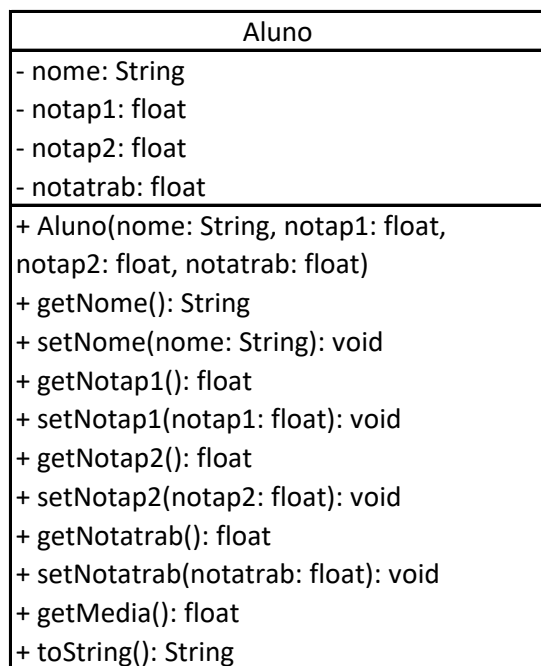 Aluno
- nome: String
- notap1: float
- notap2: float
- notatrab: float
+ Aluno(nome: String, notap1: float,
notap2: float, notatrab: float)
+ getNome(): String
+ setNome(nome: String): void
+ getNotap1(): float
+ setNotap1(notap1: float): void
+ getNotap2(): float
+ setNotap2(notap2: float): void
+ getNotatrab(): float
+ setNotatrab(notatrab: float): void
+ getMedia(): float
+ toString(): String